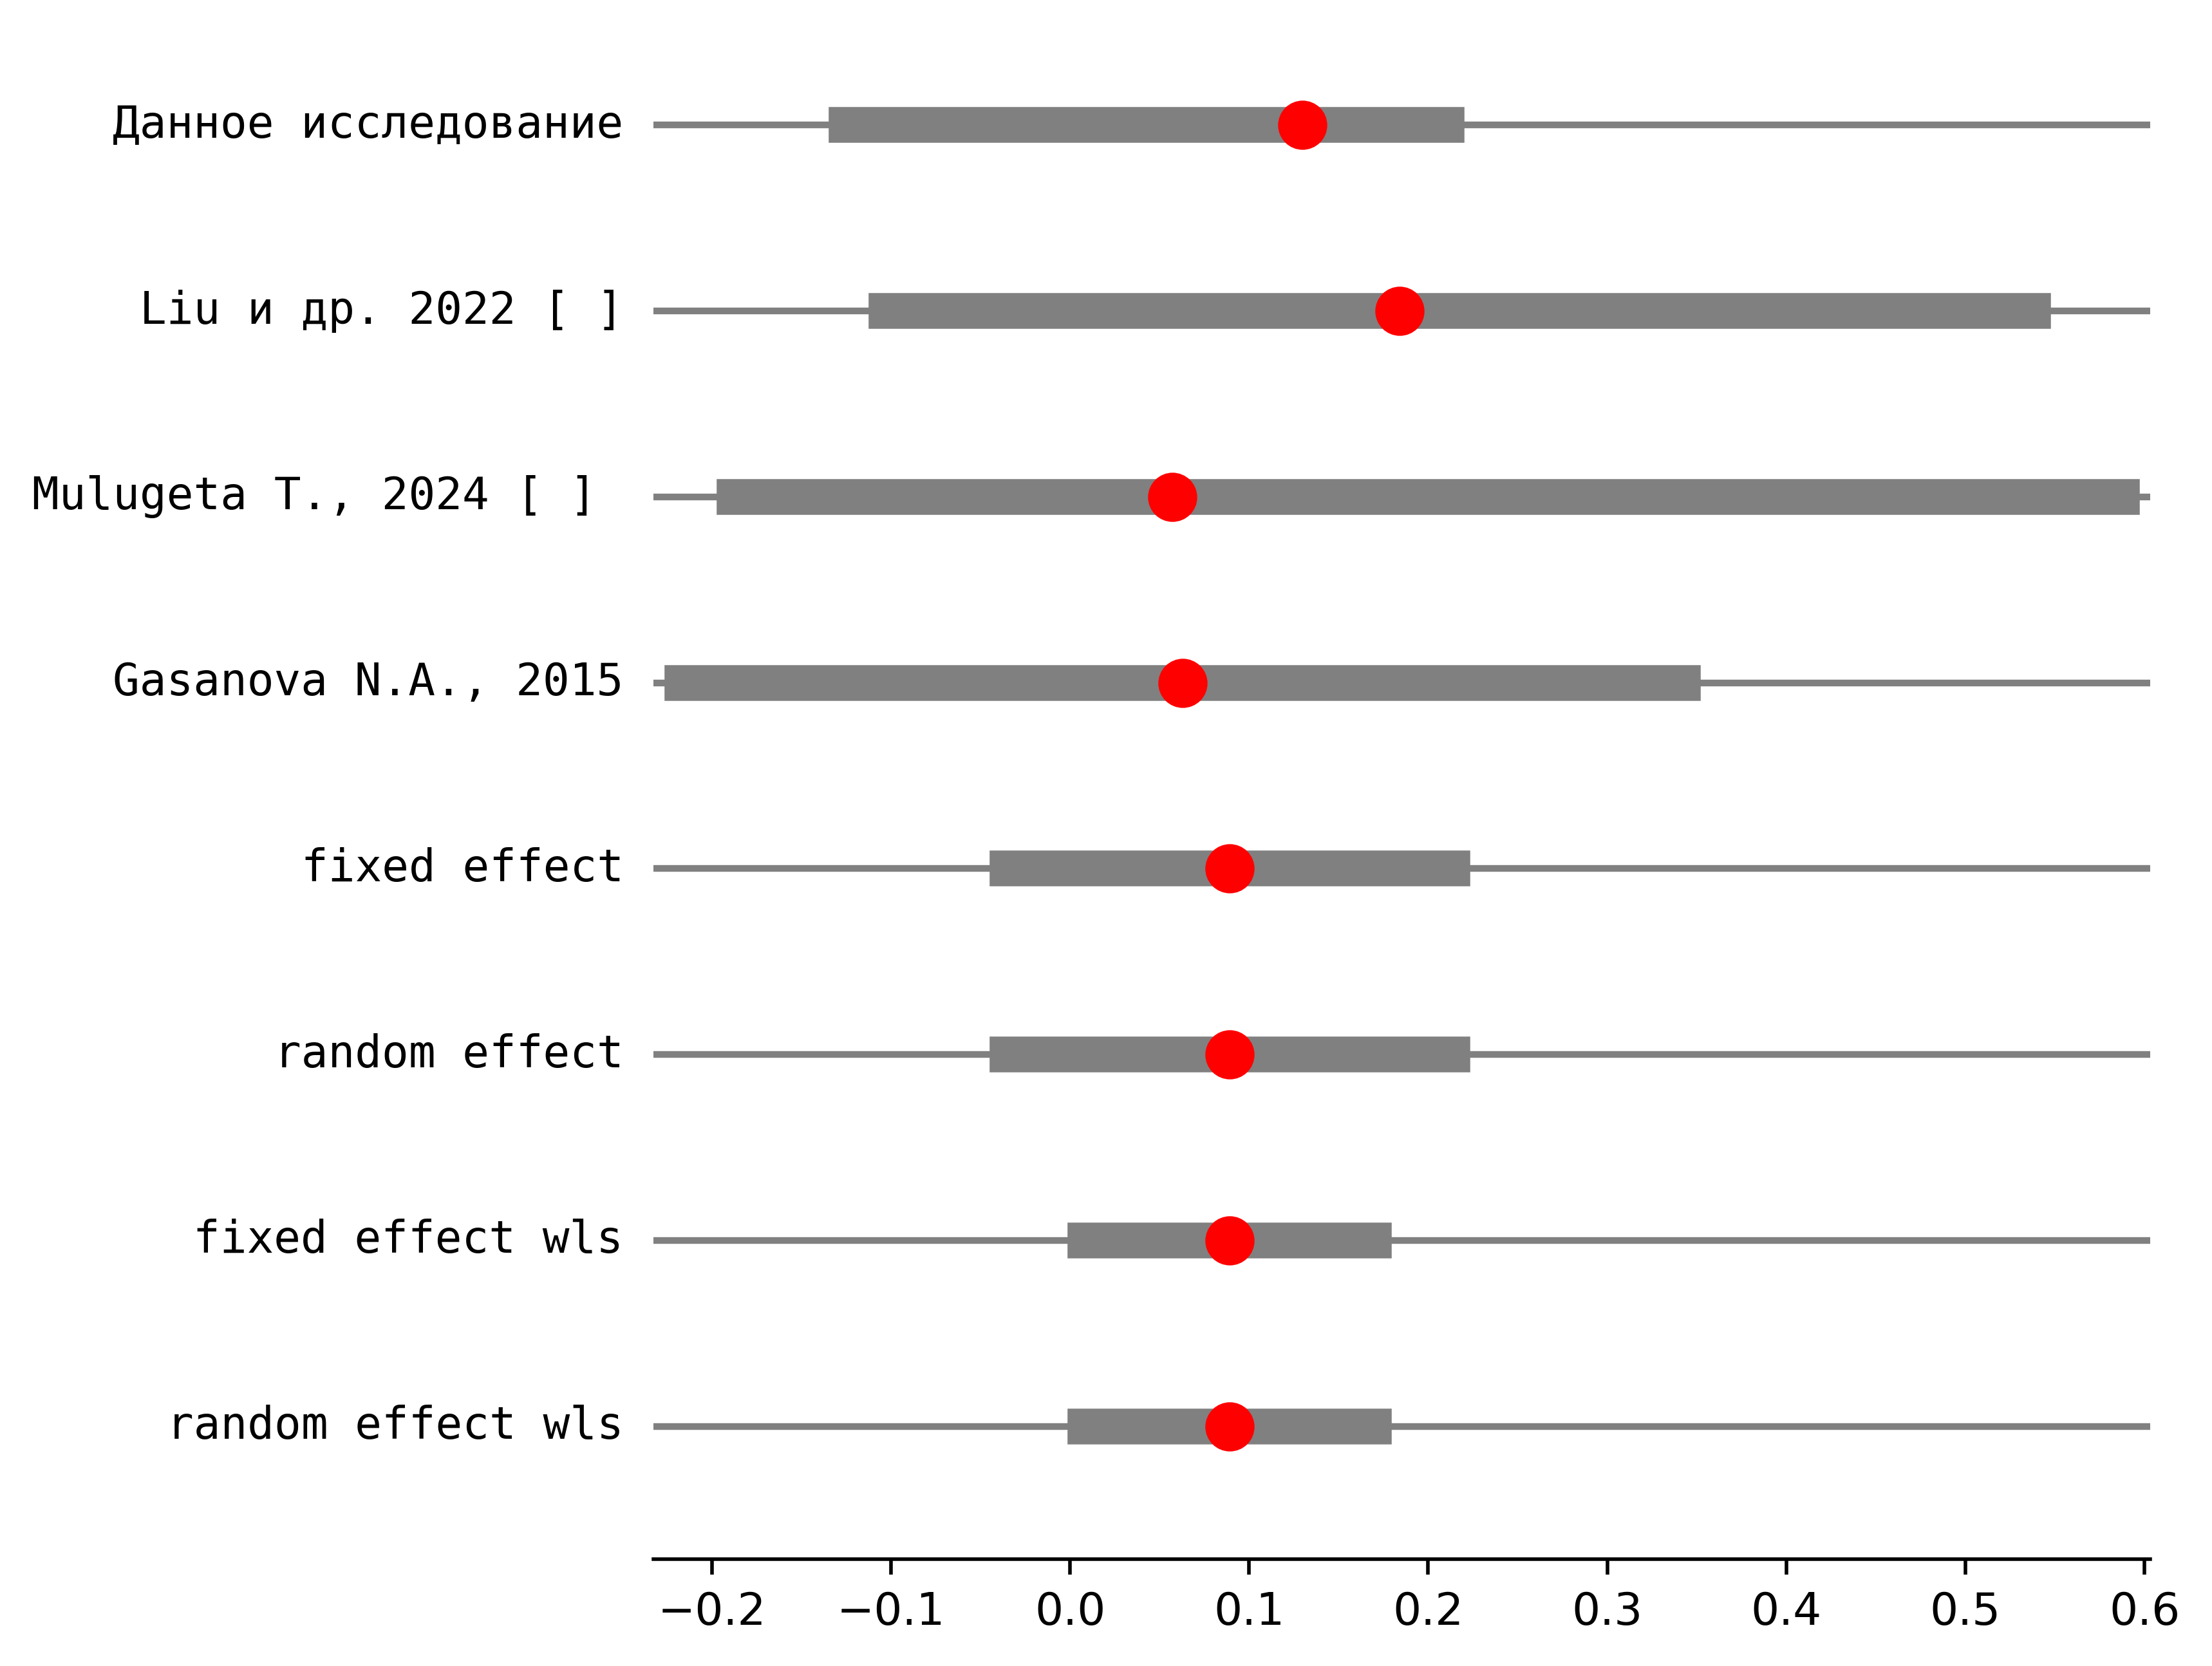 Данное исследование
Liu и др. 2022 [ ]
Mulugeta T., 2024 [ ]
Gasanova N.A., 2015
fixed effect
random effect
fixed effect wls
random effect wls
−0.2 −0.1 0.0 0.1 0.2 0.3 0.4 0.5 0.6